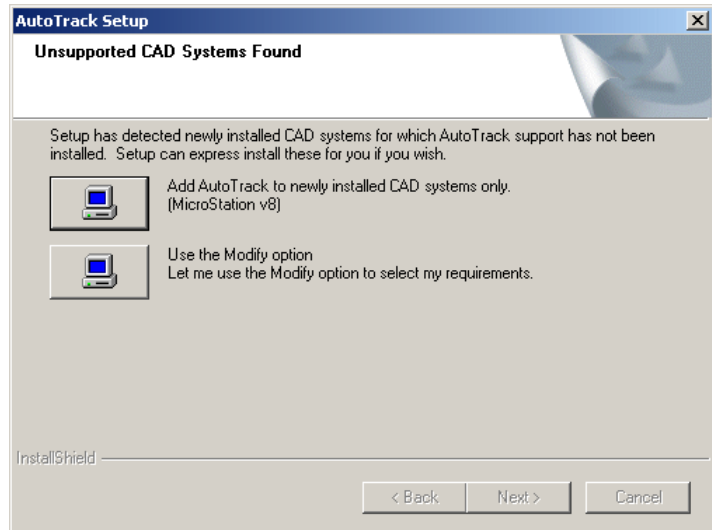 AutoTrack Setup
Unsupported CAD Systems Found
Setup has detected newly installed CAD systems for which AutoTrack support has not been
installed. Setup can express install these for you if you wish.
Add AutoTrack to newly installed CAD systems only.
(MicroStation v8)
Use the Modify option
Let me use the Modify option to select my requirements.
InstallShield
< Back
Next >
Cancel